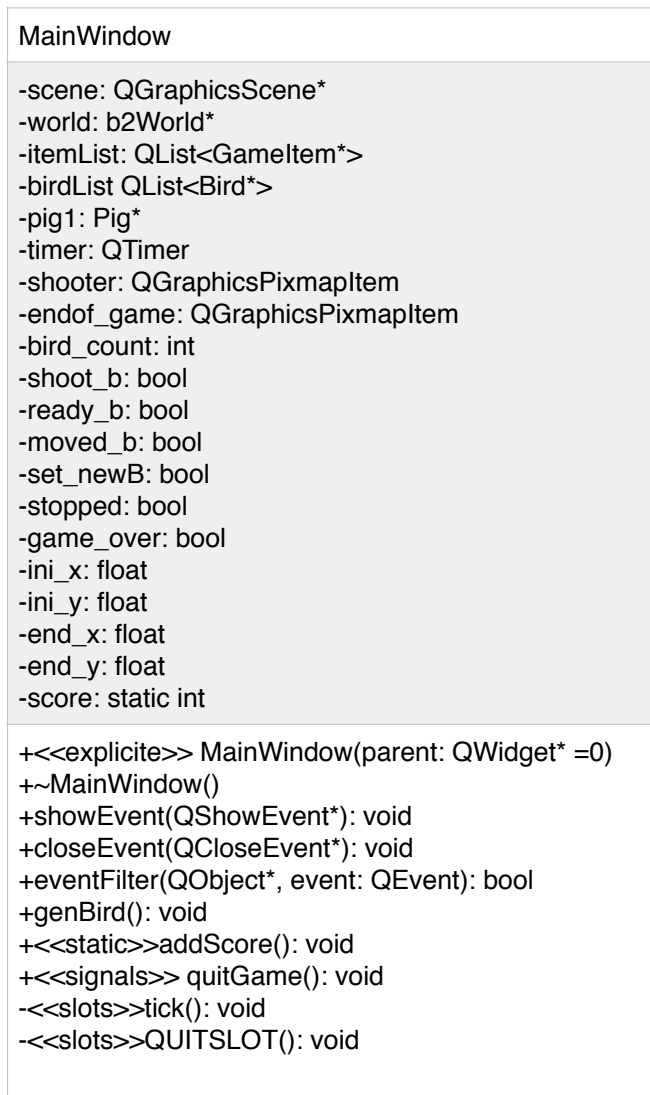 MainWindow
-scene: QGraphicsScene*
-world: b2World*
-itemList: QList<GameItem*>
-birdList QList<Bird*>
-pig1: Pig*
-timer: QTimer
-shooter: QGraphicsPixmapItem
-endof_game: QGraphicsPixmapItem
-bird_count: int
-shoot_b: bool
-ready_b: bool
-moved_b: bool
-set_newB: bool
-stopped: bool
-game_over: bool
-ini_x: float
-ini_y: float
-end_x: float
-end_y: float
-score: static int
+<<explicite>> MainWindow(parent: QWidget* =0)
+~MainWindow()
+showEvent(QShowEvent*): void
+closeEvent(QCloseEvent*): void
+eventFilter(QObject*, event: QEvent): bool
+genBird(): void
+<<static>>addScore(): void
+<<signals>> quitGame(): void
-<<slots>>tick(): void
-<<slots>>QUITSLOT(): void